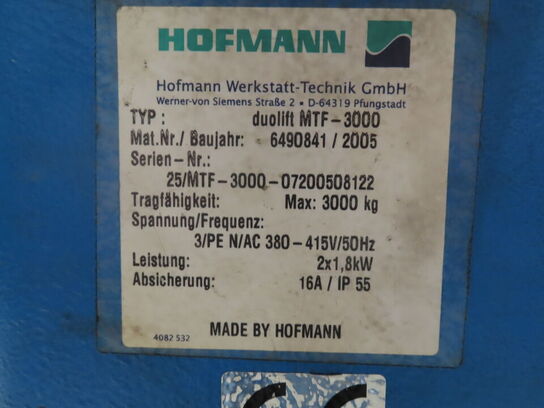 HOFMANN
Hofmann Werkstatt-Technik GmbH
Werner-von Siemens Straße 2 • D-64319 Pfungstadt
TYP : duolift MTF-3000
Mat.Nr./ Baujahr: 6490841 / 2005
Serien-Nr.:
25/MTF-3000-07200508122
Tragfähigkeit: Max: 3000 kg
Spannung/Frequenz:
3/PE N/AC 380-415V/50Hz
Leistung: 2x1,8kW
Absicherung: 16A / IP 55
MADE BY HOFMANN
4082 532
CE